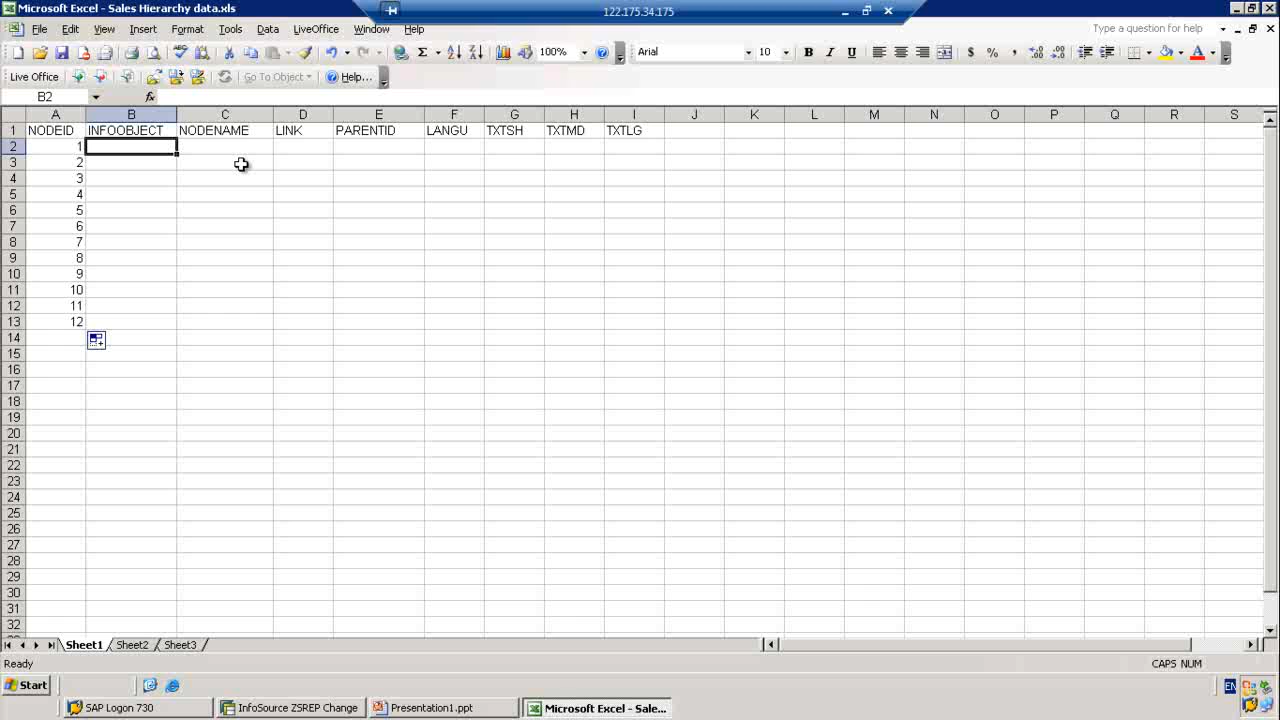 Microsoft Excel - Sales Hierarchy data.xls
122.175.34.175
File Edit View Insert Format Tools Data LiveOffice Window Help
Type a question for help
100% Arial 10 B I U $ % ,
Live Office Go To Object Help...
B2 fx
A B C D E F G H I J K L M N O P Q R S
1 NODEID INFOOBJECT NODENAME LINK PARENTID LANGU TXTSH TXTMD TXTLG
2 1
3 2
4 3
5 4
6 5
7 6
8 7
9 8
10 9
11 10
12 11
13 12
14
15
16
17
18
19
20
21
22
23
24
25
26
27
28
29
30
31
32
Sheet1 Sheet2 Sheet3
Ready
CAPS NUM
Start
EN
SAP Logon 730 InfoSource ZSREP Change Presentation1.ppt Microsoft Excel - Sale...